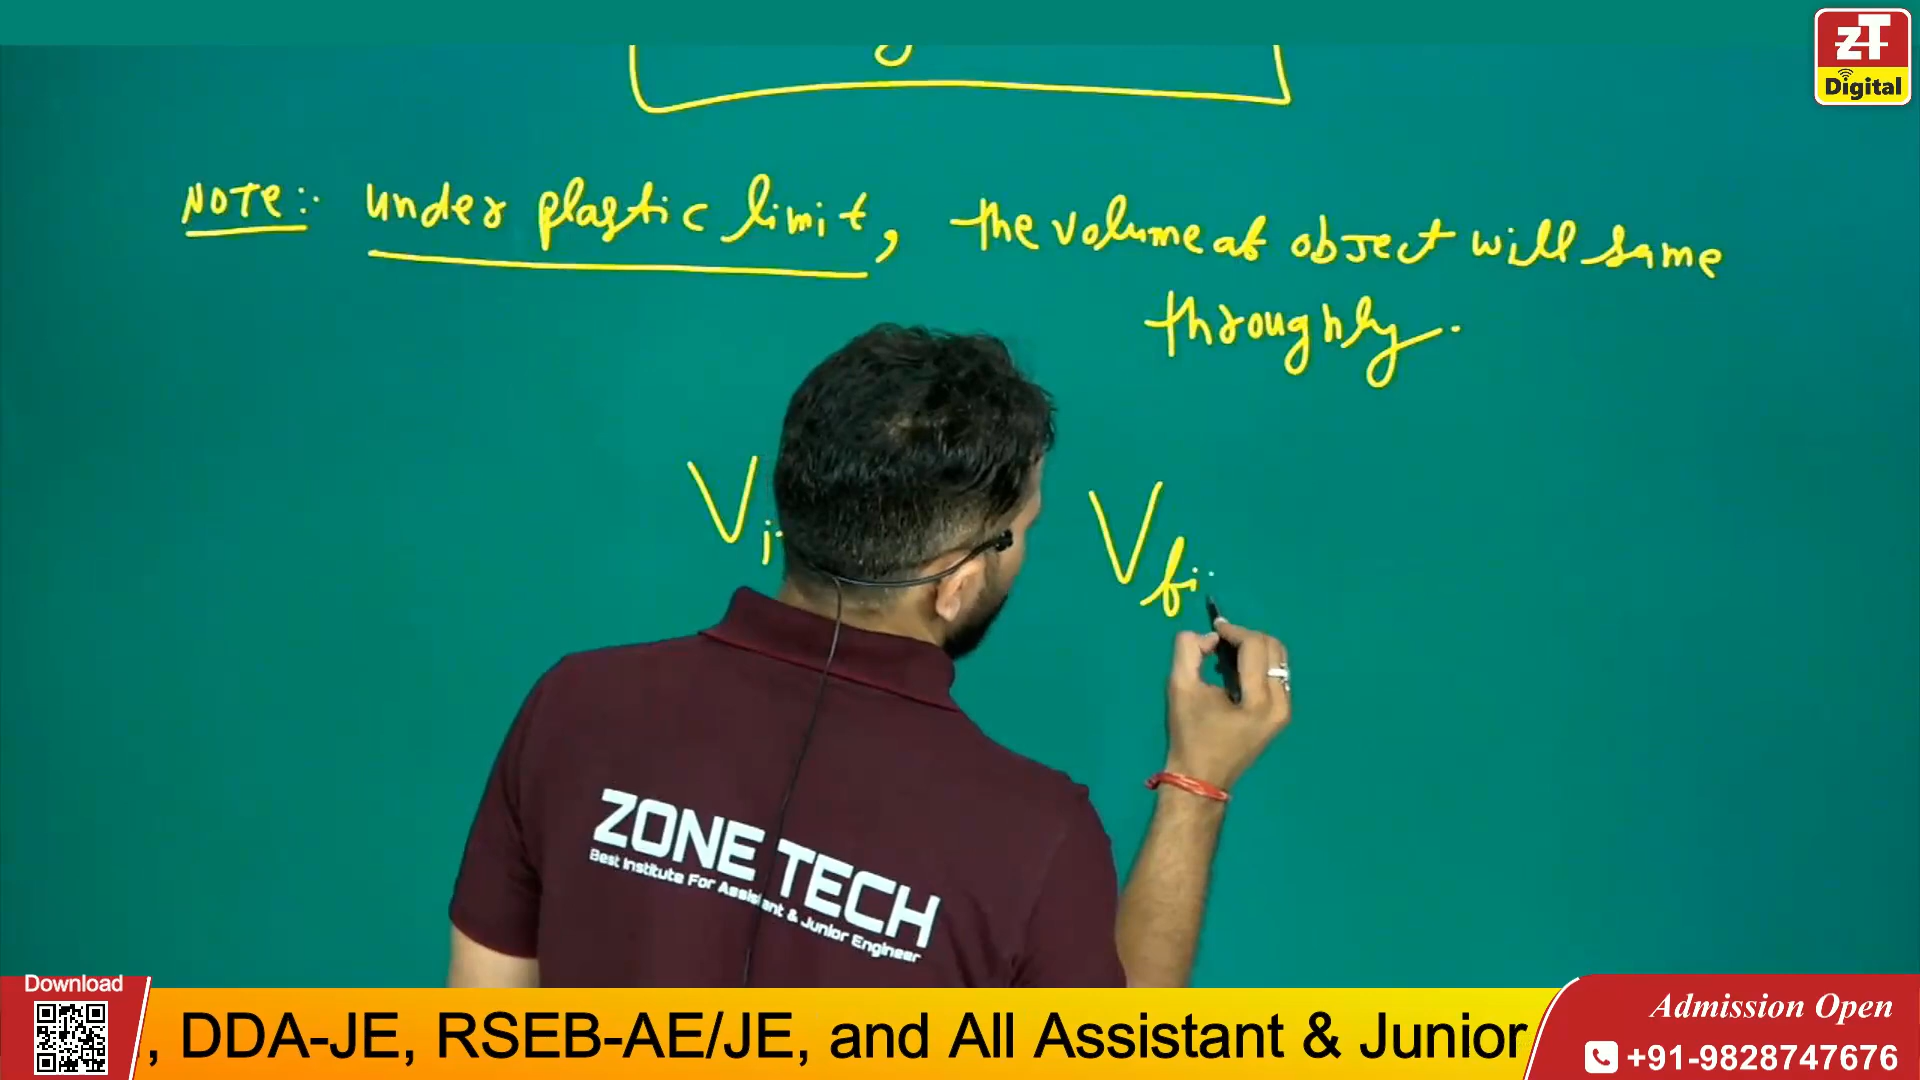 ZT
Digital
NOTE:- under plastic limit, the volume of object will same
throughly.
Vi
Vfi
ZONE TECH
Best Institute For Assistant & Junior Engineer
Download
, DDA-JE, RSEB-AE/JE, and All Assistant & Junior
Admission Open
+91-9828747676